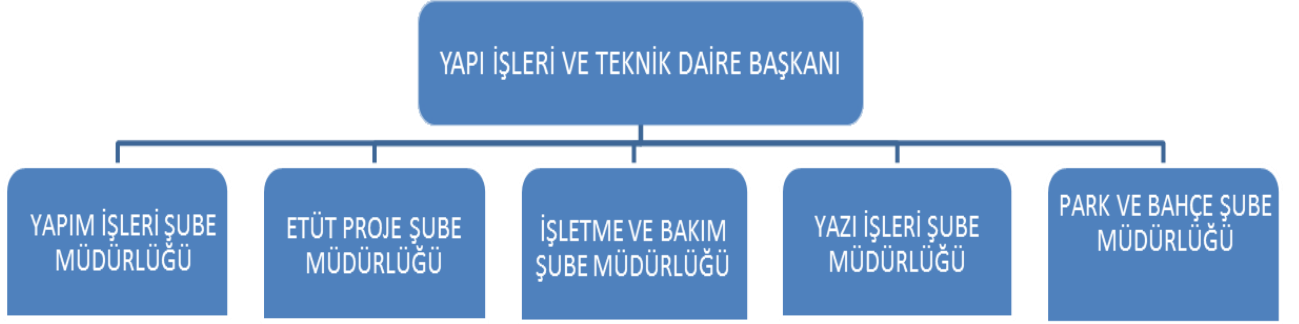 YAPI İŞLERİ VE TEKNİK DAİRE BAŞKANI
YAPIM İŞLERİ ŞUBE
MÜDÜRLÜĞÜ
ETÜT PROJE ŞUBE
MÜDÜRLÜĞÜ
İŞLETME VE BAKIM
ŞUBE MÜDÜRLÜĞÜ
YAZI İŞLERİ ŞUBE
MÜDÜRLÜĞÜ
PARK VE BAHÇE ŞUBE
MÜDÜRLÜĞÜ